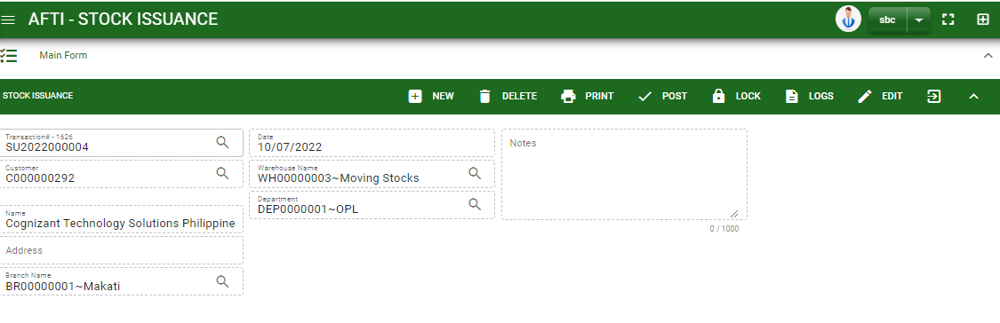 AFTI - STOCK ISSUANCE
sbc
Main Form
STOCK ISSUANCE
NEW
DELETE
PRINT
POST
LOCK
LOGS
EDIT
Transaction# - 1626
SU2022000004
Date
10/07/2022
Notes
Customer
C000000292
Warehouse Name
WH00000003~Moving Stocks
Department
DEP0000001~OPL
Name
Cognizant Technology Solutions Philippine
0 / 1000
Address
Branch Name
BR00000001~Makati